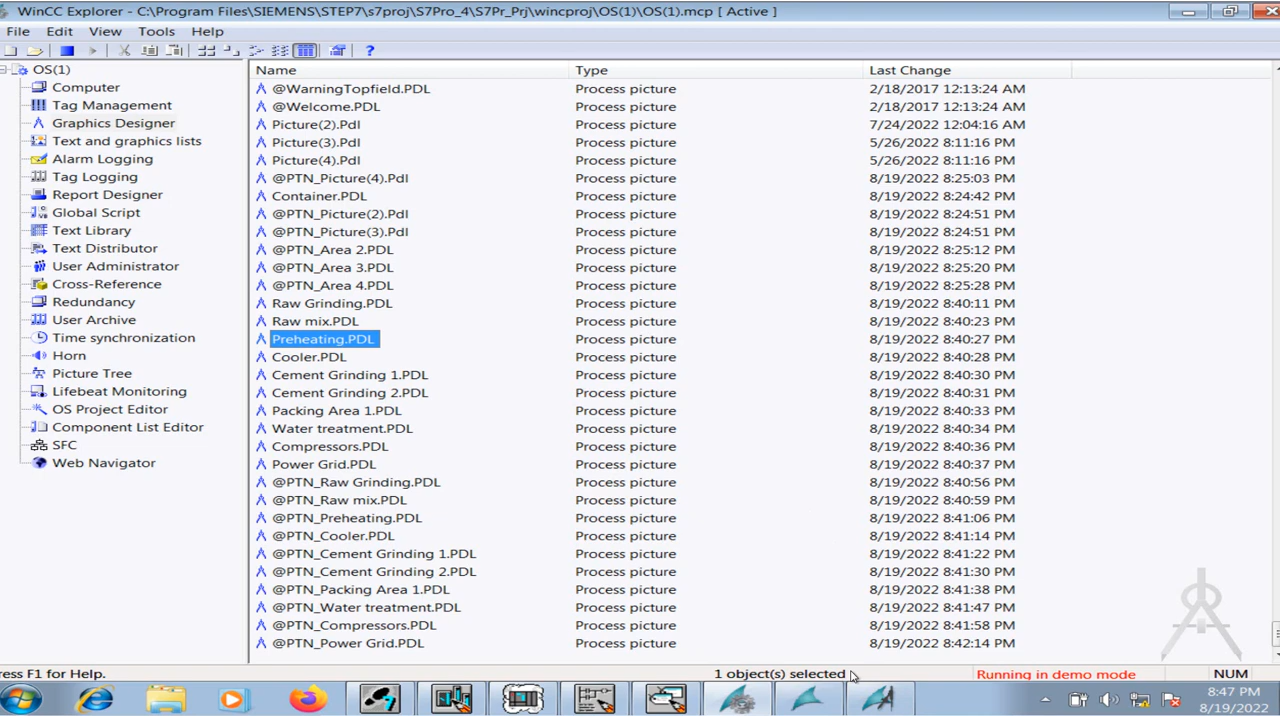 WinCC Explorer - C:\Program Files\SIEMENS\STEP7\s7proj\S7Pro_4\S7Pr_Prj\wincproj\OS(1)\OS(1).mcp [ Active ]
File Edit View Tools Help
OS(1)
Computer
Tag Management
Graphics Designer
Text and graphics lists
Alarm Logging
Tag Logging
Report Designer
Global Script
Text Library
Text Distributor
User Administrator
Cross-Reference
Redundancy
User Archive
Time synchronization
Horn
Picture Tree
Lifebeat Monitoring
OS Project Editor
Component List Editor
SFC
Web Navigator
Name Type Last Change
@WarningTopfield.PDL Process picture 2/18/2017 12:13:24 AM
@Welcome.PDL Process picture 2/18/2017 12:13:24 AM
Picture(2).Pdl Process picture 7/24/2022 12:04:16 AM
Picture(3).Pdl Process picture 5/26/2022 8:11:16 PM
Picture(4).Pdl Process picture 5/26/2022 8:11:16 PM
@PTN_Picture(4).Pdl Process picture 8/19/2022 8:25:03 PM
Container.PDL Process picture 8/19/2022 8:24:42 PM
@PTN_Picture(2).Pdl Process picture 8/19/2022 8:24:51 PM
@PTN_Picture(3).Pdl Process picture 8/19/2022 8:24:51 PM
@PTN_Area 2.PDL Process picture 8/19/2022 8:25:12 PM
@PTN_Area 3.PDL Process picture 8/19/2022 8:25:20 PM
@PTN_Area 4.PDL Process picture 8/19/2022 8:25:28 PM
Raw Grinding.PDL Process picture 8/19/2022 8:40:11 PM
Raw mix.PDL Process picture 8/19/2022 8:40:23 PM
Preheating.PDL Process picture 8/19/2022 8:40:27 PM
Cooler.PDL Process picture 8/19/2022 8:40:28 PM
Cement Grinding 1.PDL Process picture 8/19/2022 8:40:30 PM
Cement Grinding 2.PDL Process picture 8/19/2022 8:40:31 PM
Packing Area 1.PDL Process picture 8/19/2022 8:40:33 PM
Water treatment.PDL Process picture 8/19/2022 8:40:34 PM
Compressors.PDL Process picture 8/19/2022 8:40:36 PM
Power Grid.PDL Process picture 8/19/2022 8:40:37 PM
@PTN_Raw Grinding.PDL Process picture 8/19/2022 8:40:56 PM
@PTN_Raw mix.PDL Process picture 8/19/2022 8:40:59 PM
@PTN_Preheating.PDL Process picture 8/19/2022 8:41:06 PM
@PTN_Cooler.PDL Process picture 8/19/2022 8:41:14 PM
@PTN_Cement Grinding 1.PDL Process picture 8/19/2022 8:41:22 PM
@PTN_Cement Grinding 2.PDL Process picture 8/19/2022 8:41:30 PM
@PTN_Packing Area 1.PDL Process picture 8/19/2022 8:41:38 PM
@PTN_Water treatment.PDL Process picture 8/19/2022 8:41:47 PM
@PTN_Compressors.PDL Process picture 8/19/2022 8:41:58 PM
@PTN_Power Grid.PDL Process picture 8/19/2022 8:42:14 PM
ress F1 for Help. 1 object(s) selected Running in demo mode NUM
8:47 PM
8/19/2022